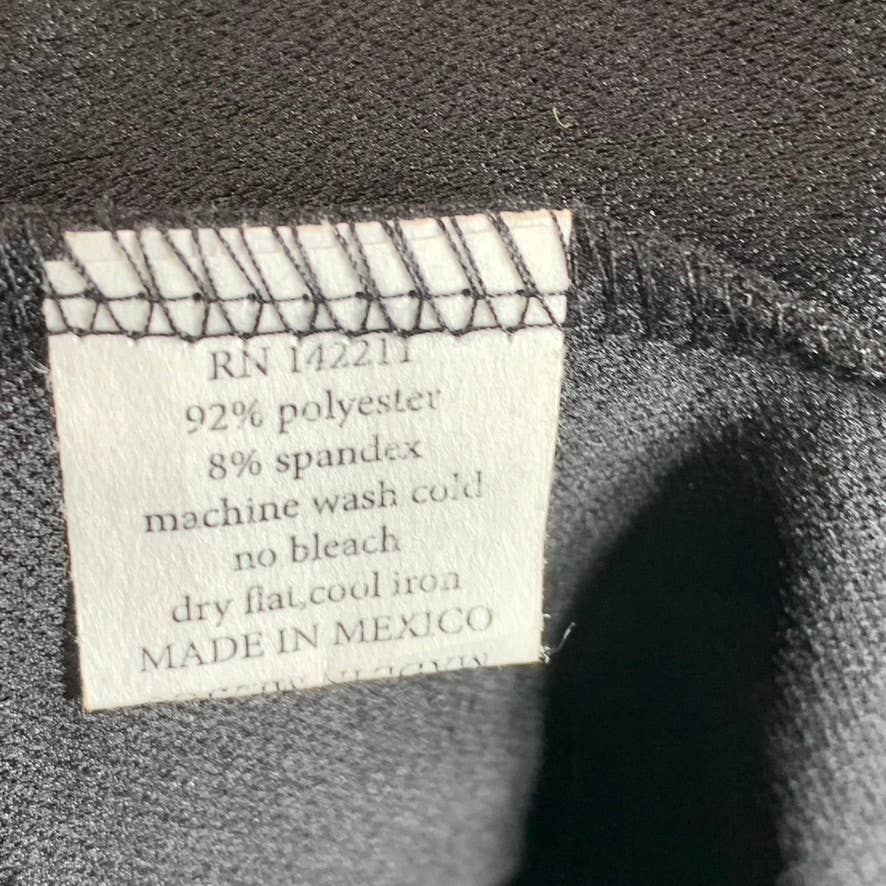 RN 142211
92% polyester
8% spandex
machine wash cold
no bleach
dry flat,cool iron
MADE IN MEXICO